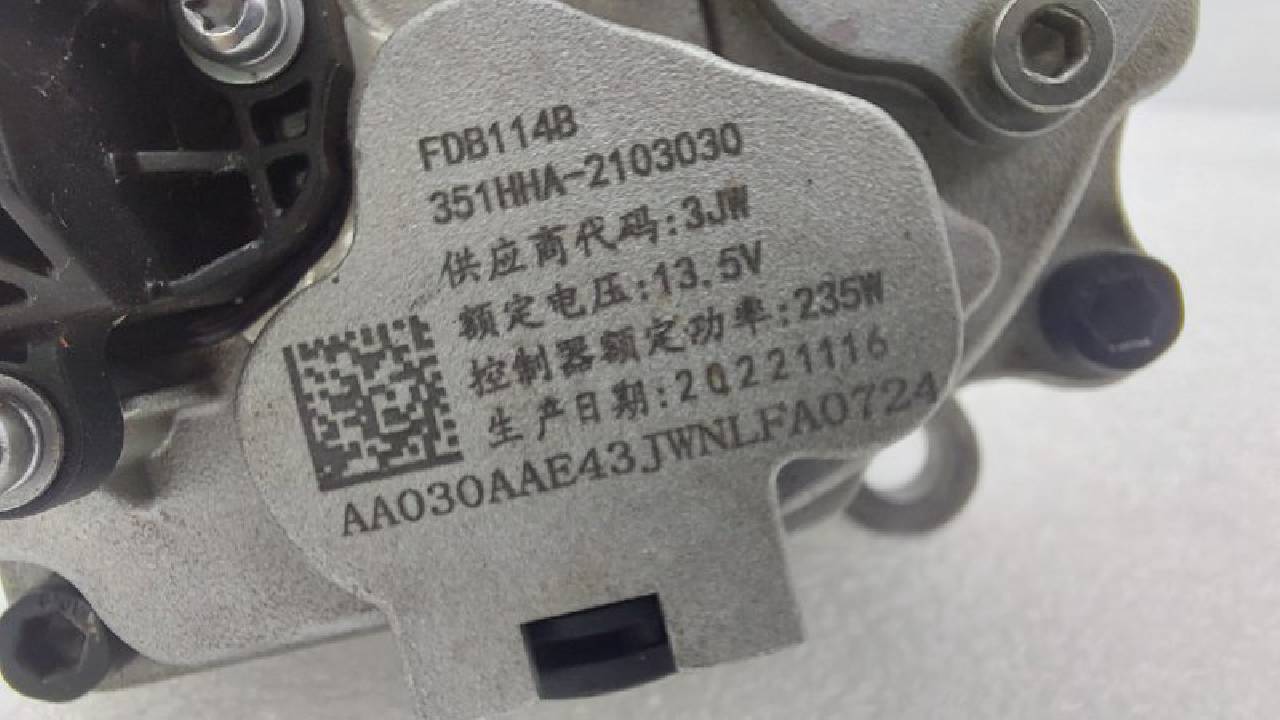 FDB114B
351HHA-2103030
供应商代码:3JW
额定电压:13.5V
控制器额定功率:235W
生产日期:20221116
AA030AAE43JWNLFA0724